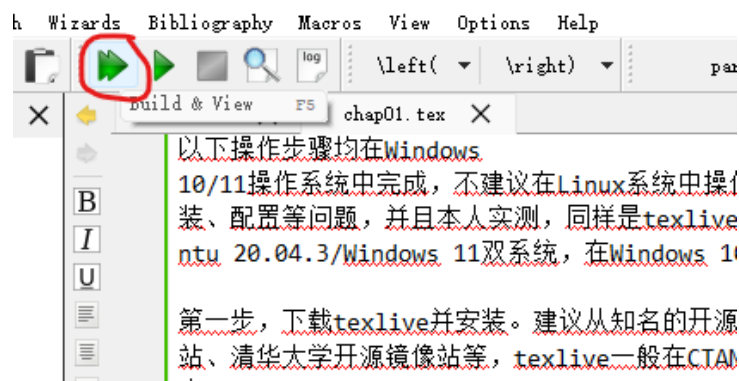 h Wizards Bibliography Macros View Options Help
log \left( \right) par
Build & View F5 chap01.tex
B
I
U
以下操作步骤均在Windows
10/11操作系统中完成，不建议在Linux系统中操作
装、配置等问题，并且本人实测，同样是texlive
ntu 20.04.3/Windows 11双系统，在Windows 10
第一步，下载texlive并安装。建议从知名的开源
站、清华大学开源镜像站等，texlive一般在CTAN